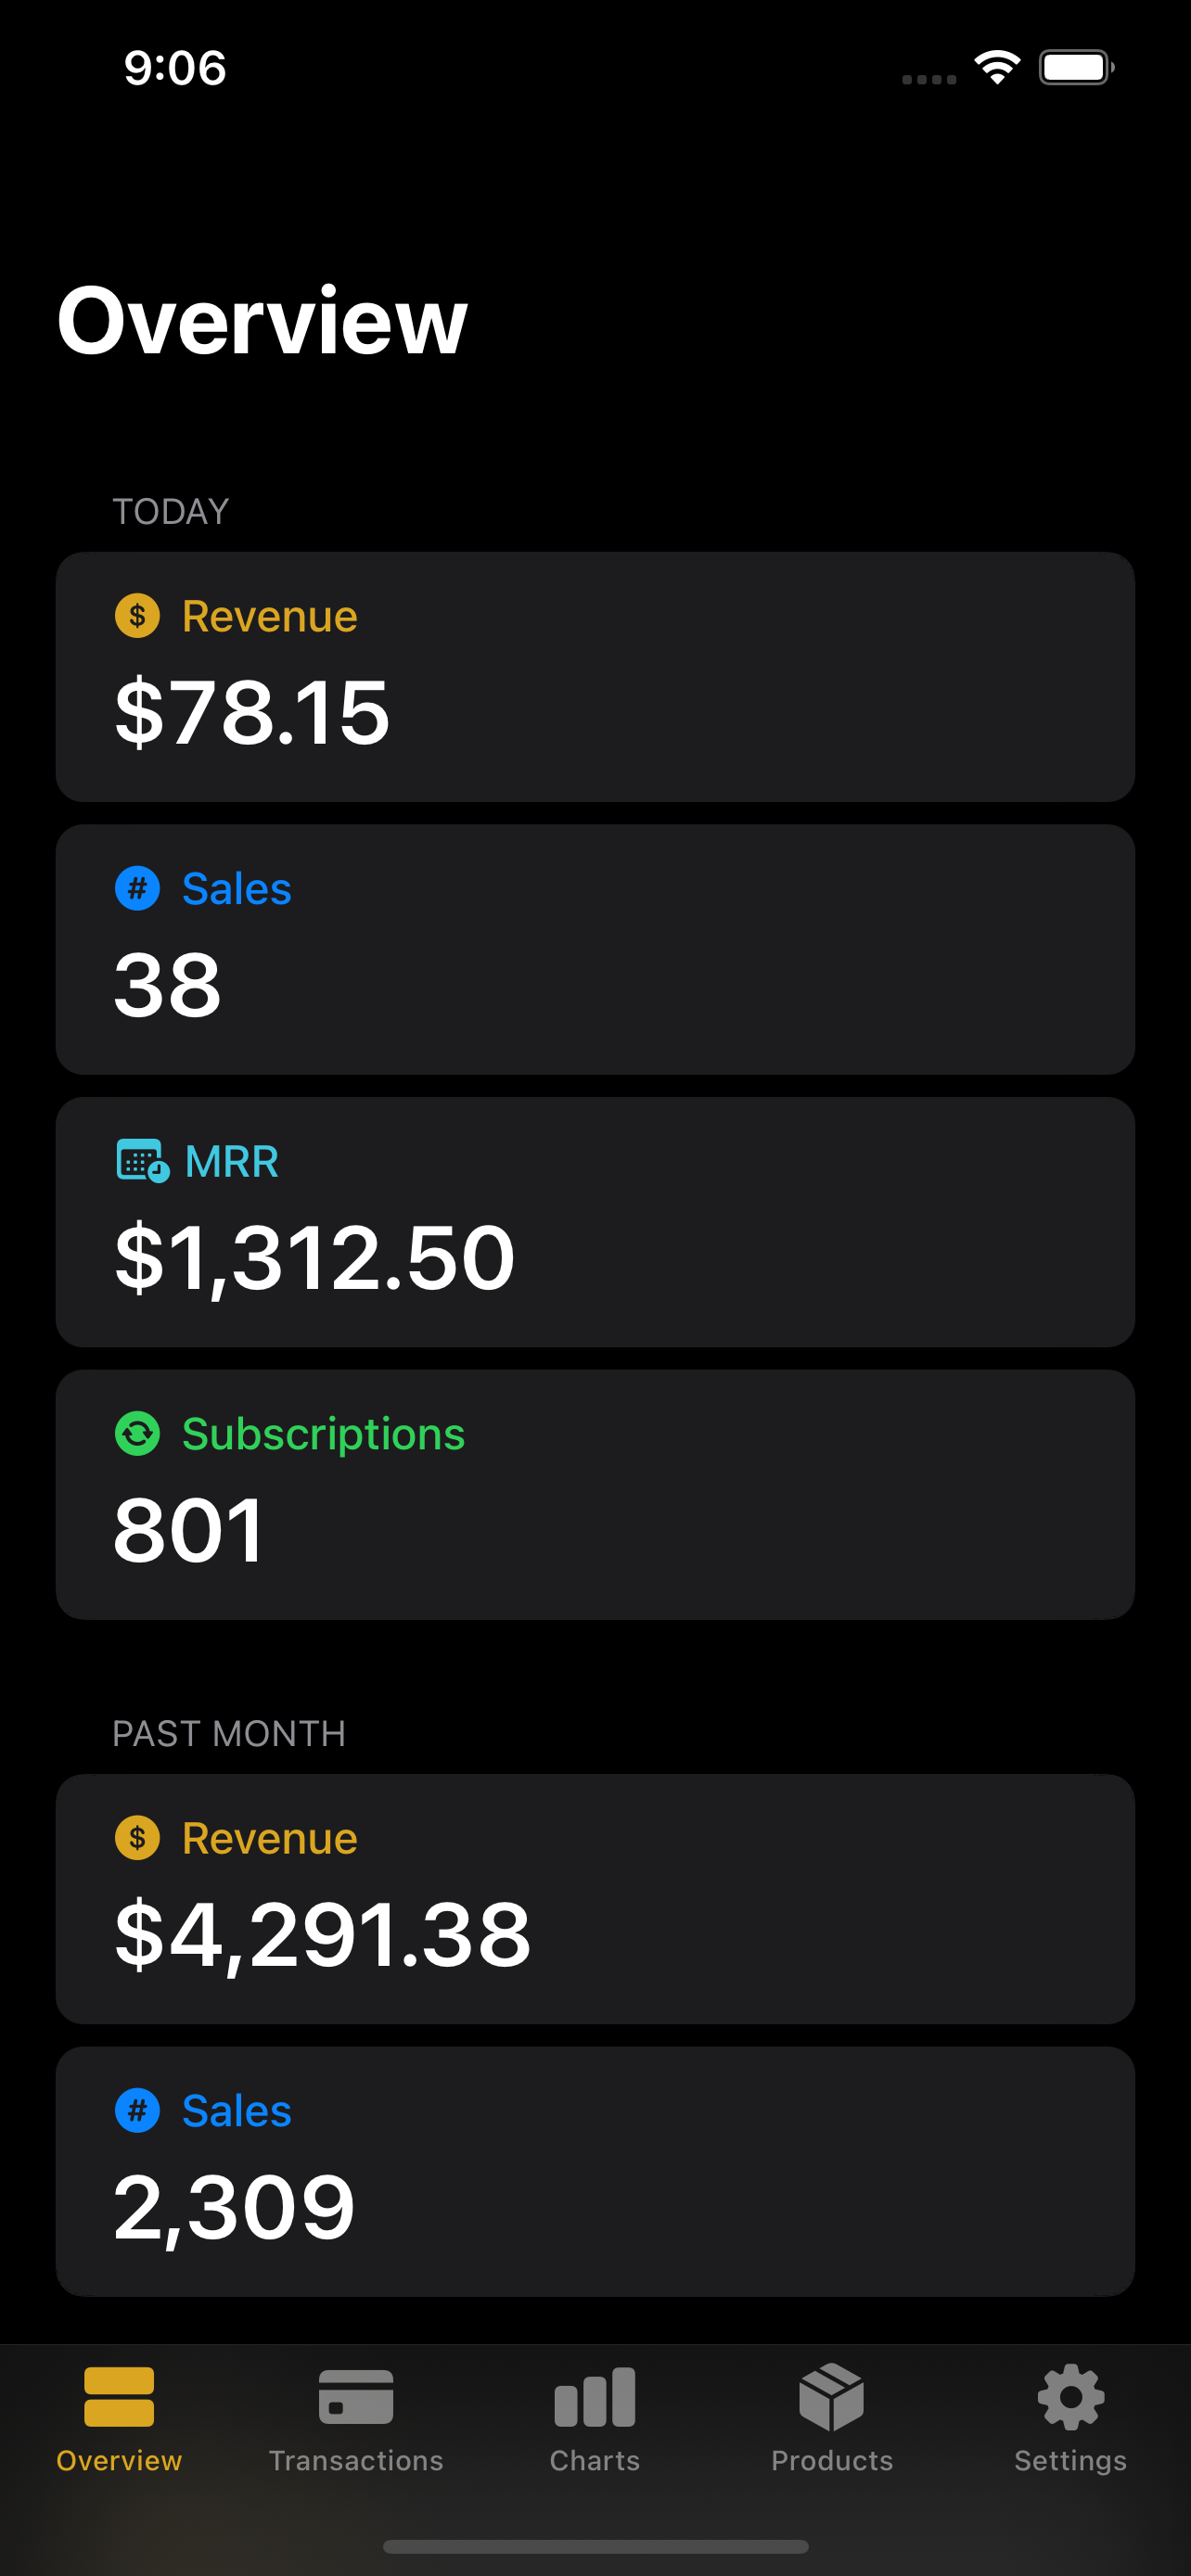 9:06
Overview
TODAY
$ Revenue
$78.15
# Sales
38
MRR
$1,312.50
Subscriptions
801
PAST MONTH
$ Revenue
$4,291.38
# Sales
2,309
Overview Transactions Charts Products Settings